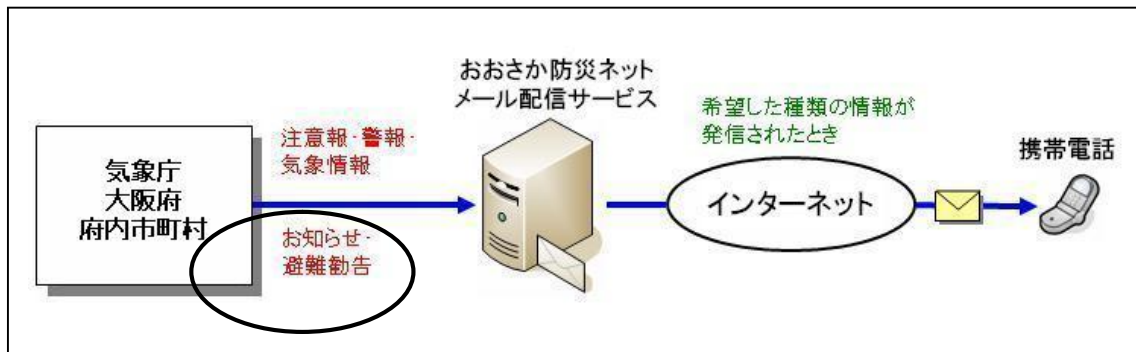 気象庁
大阪府
府内市町村
注意報・警報・
気象情報
お知らせ・
避難勧告
おおさか防災ネット
メール配信サービス
希望した種類の情報が
発信されたとき
インターネット
携帯電話